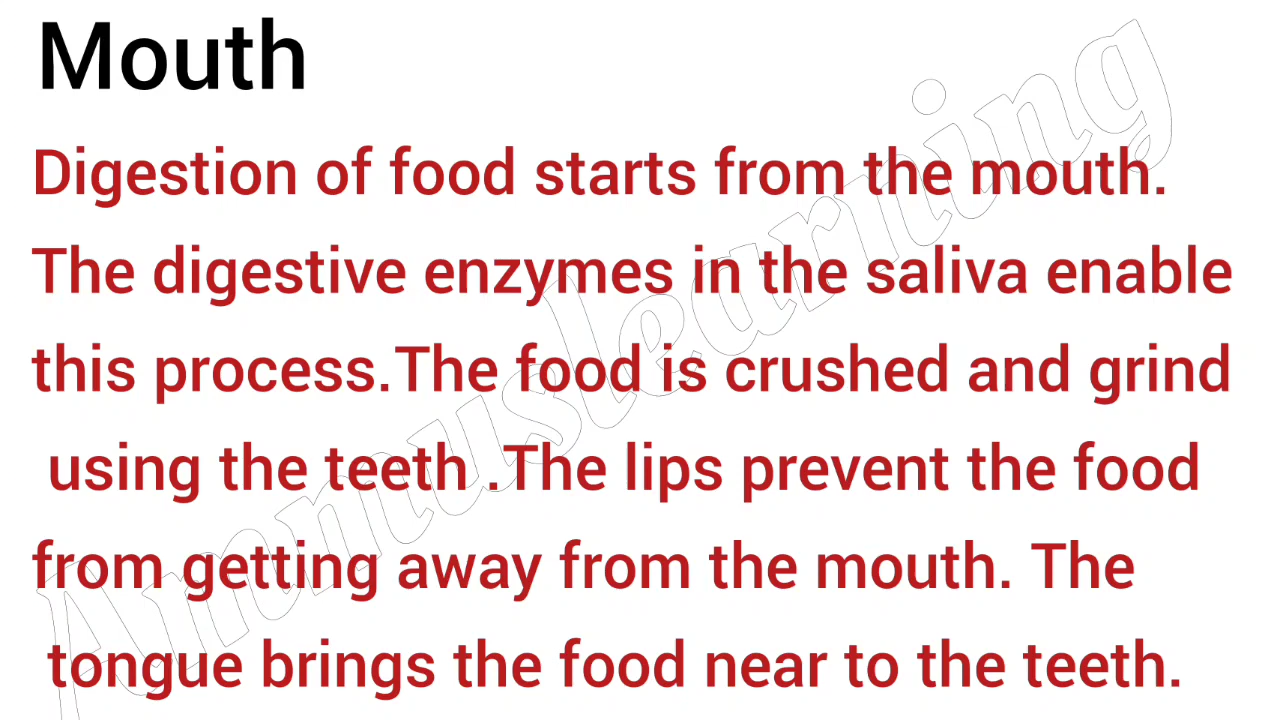 Mouth
Digestion of food starts from the mouth.
The digestive enzymes in the saliva enable
this process.The food is crushed and grind
using the teeth .The lips prevent the food
from getting away from the mouth. The
tongue brings the food near to the teeth.
Ammuslearning